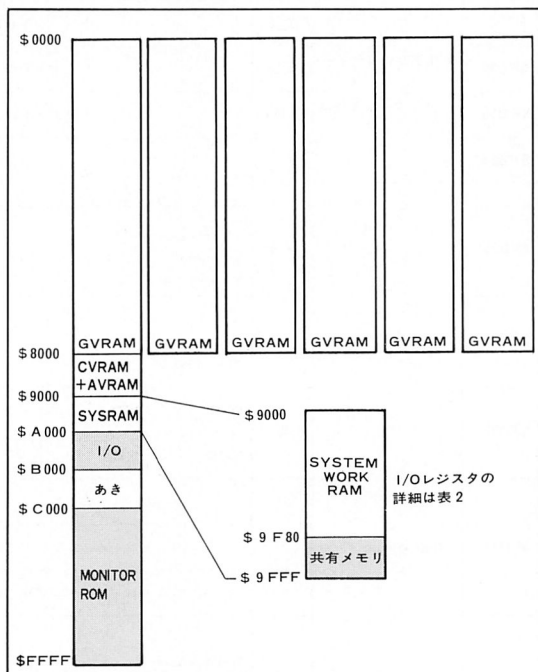 $0000
GVRAM
GVRAM
GVRAM
GVRAM
GVRAM
GVRAM
$8000
CVRAM
+AVRAM
$9000
SYSRAM
$A000
I/O
$B000
あき
$C000
MONITOR
ROM
$FFFF
$9000
SYSTEM
WORK
RAM
$9F80
共有メモリ
$9FFF
I/Oレジスタの
詳細は表2